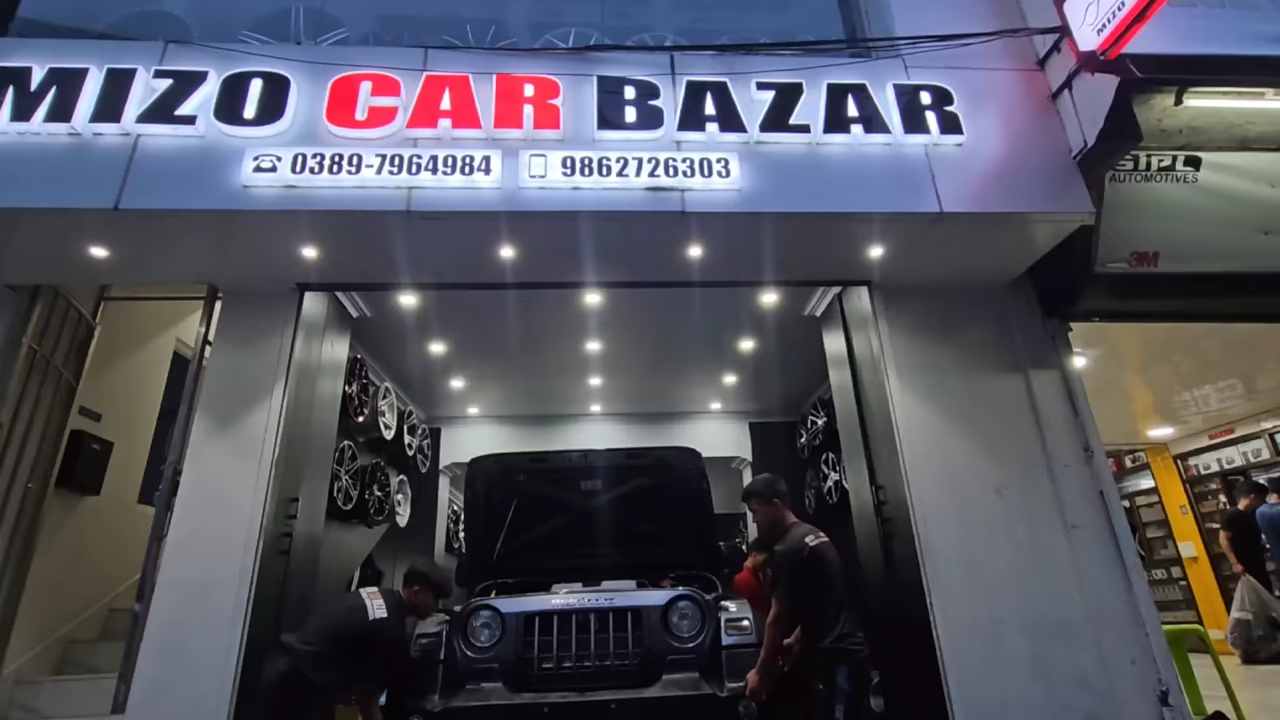 MIZO CAR BAZAR
0389-7964984 9862726303
MIZO
SIPL
AUTOMOTIVES
3M